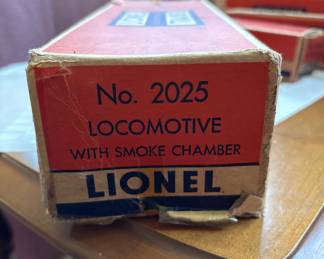 No. 2025
LOCOMOTIVE
WITH SMOKE CHAMBER
LIONEL